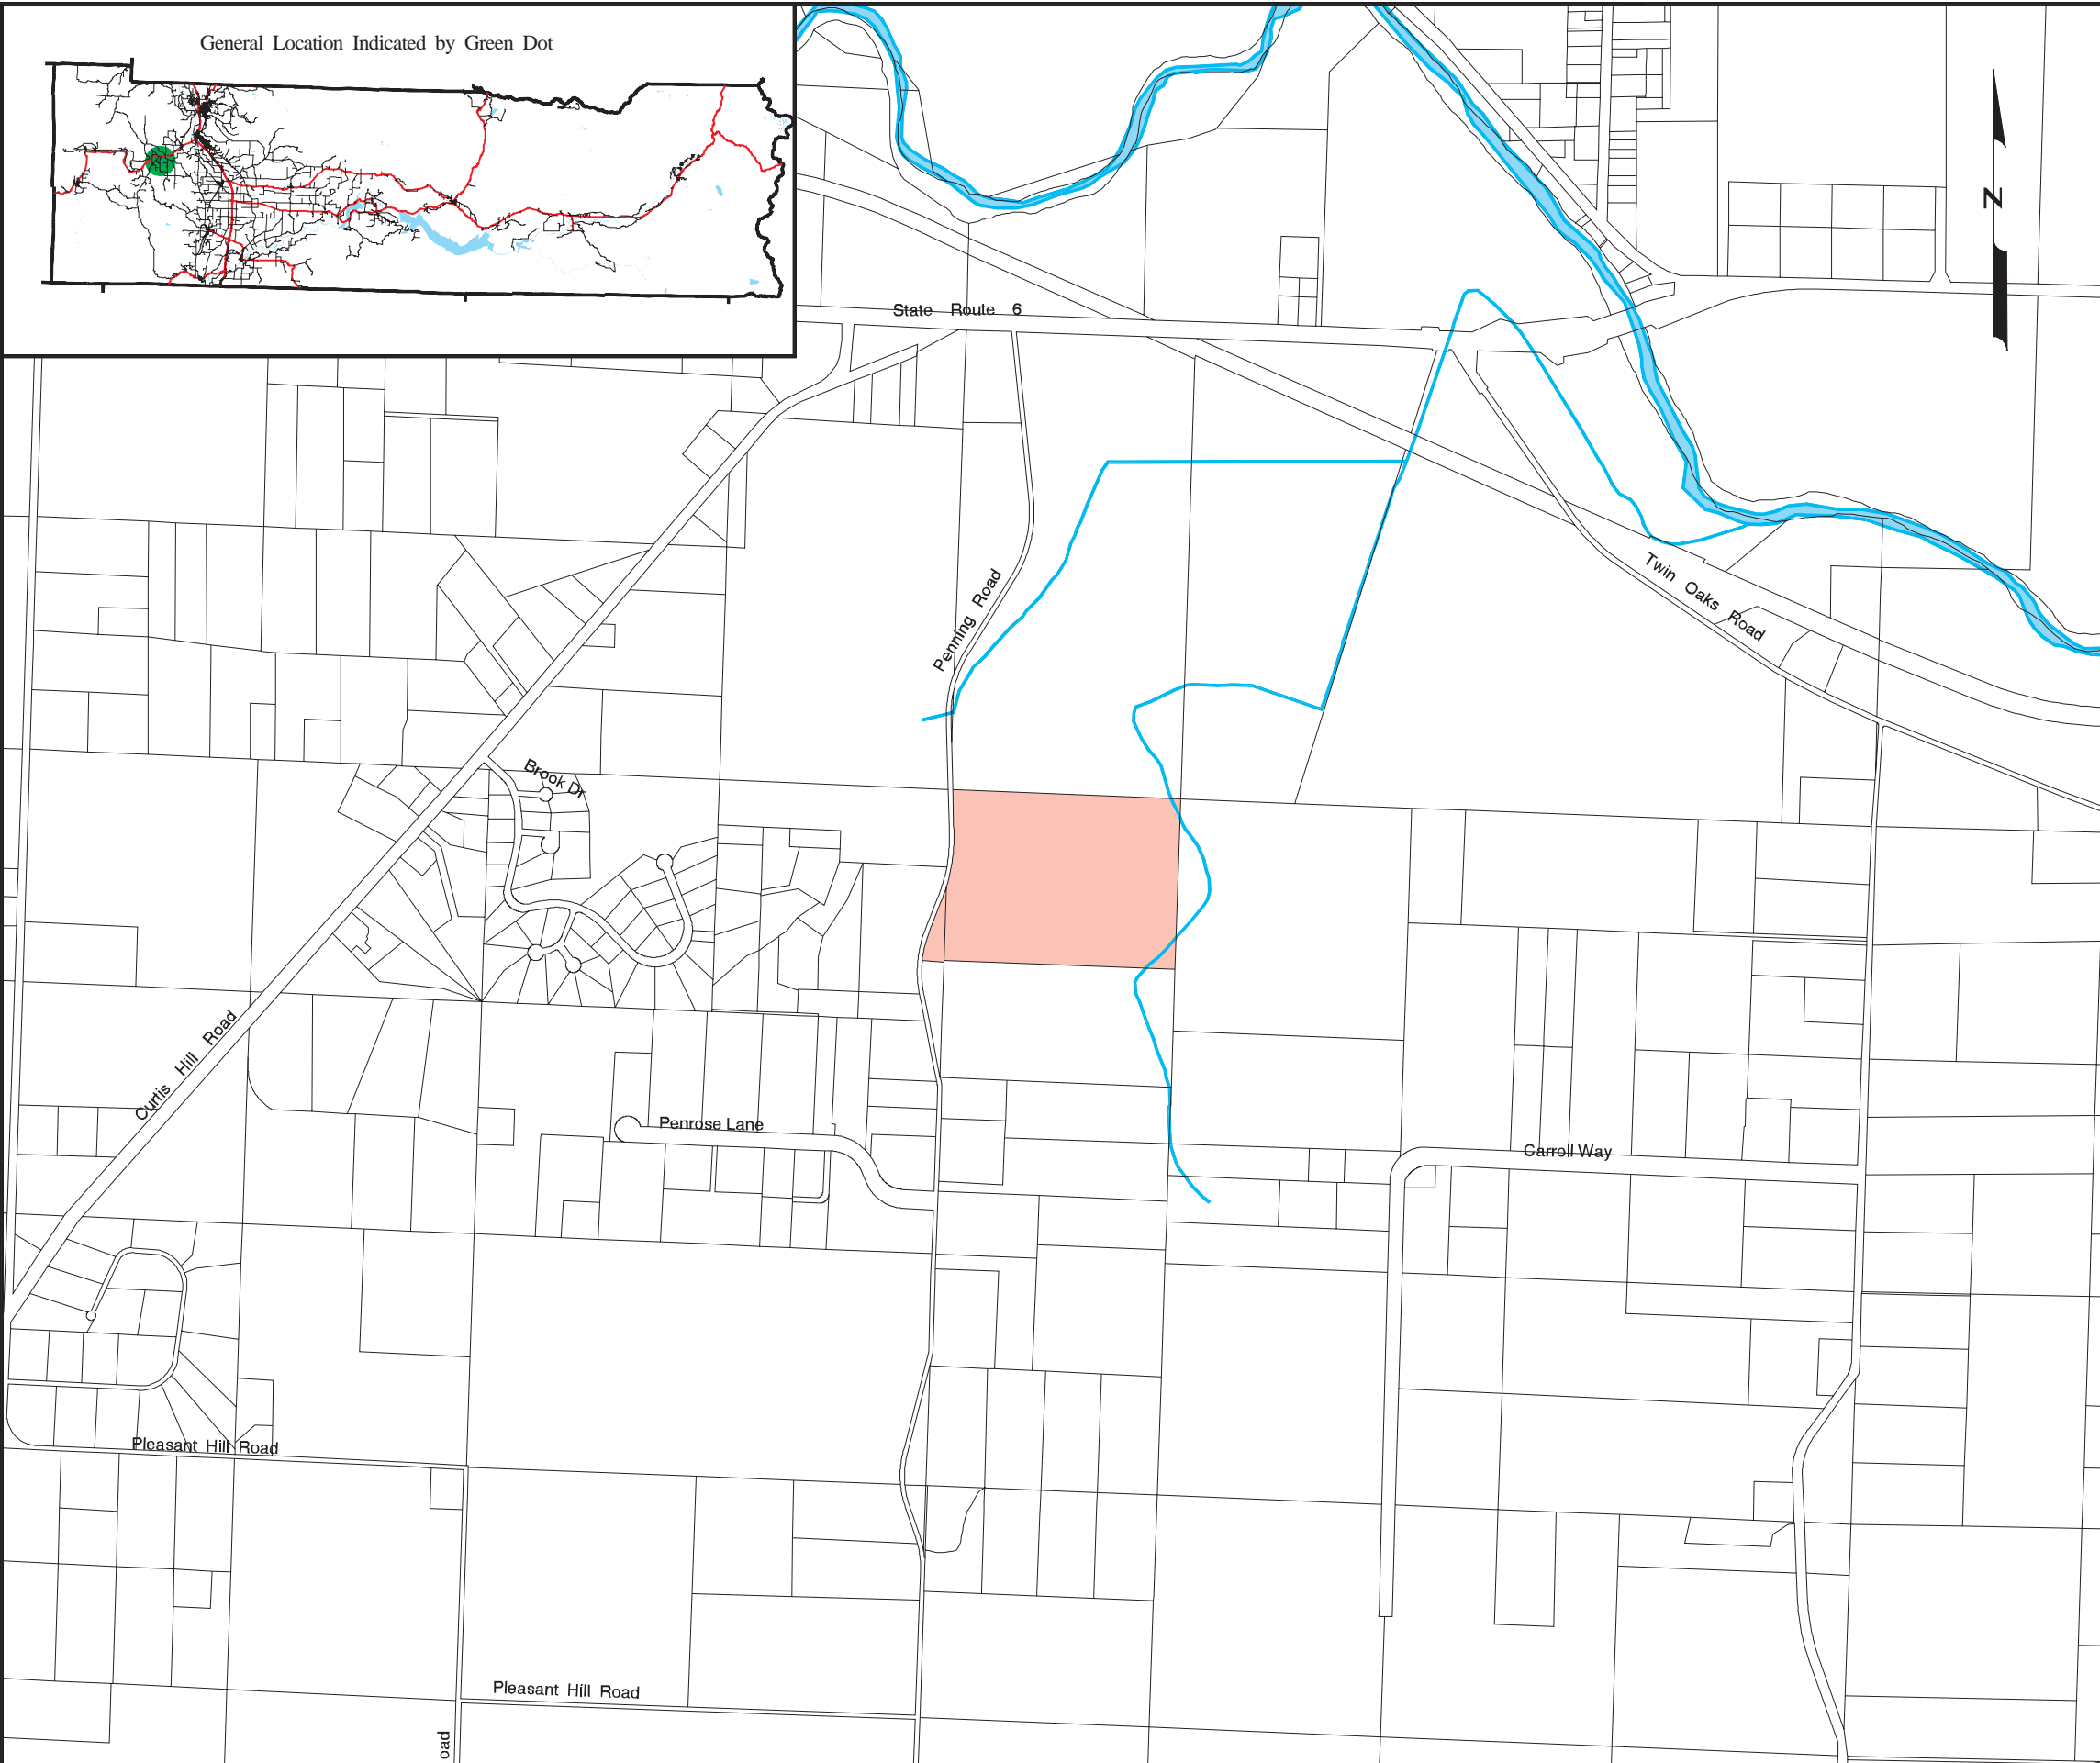 General Location Indicated by Green Dot
N
State Route 6
Twin Oaks Road
Penning Road
Brook Dr
Curtis Hill Road
Penrose Lane
Carroll Way
Pleasant Hill Road
Pleasant Hill Road
oad